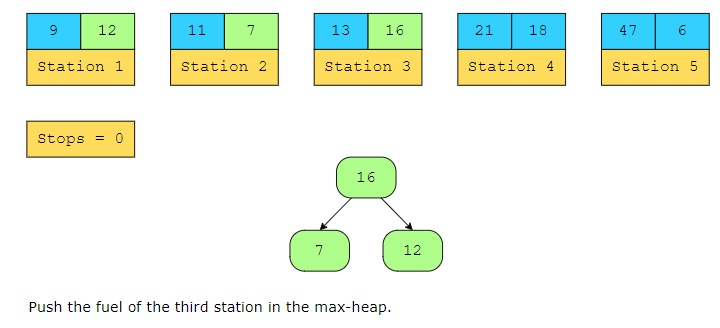 9 12 11 7 13 16 21 18 47 6
Station 1 Station 2 Station 3 Station 4 Station 5
Stops = 0
16
7 12
Push the fuel of the third station in the max-heap.